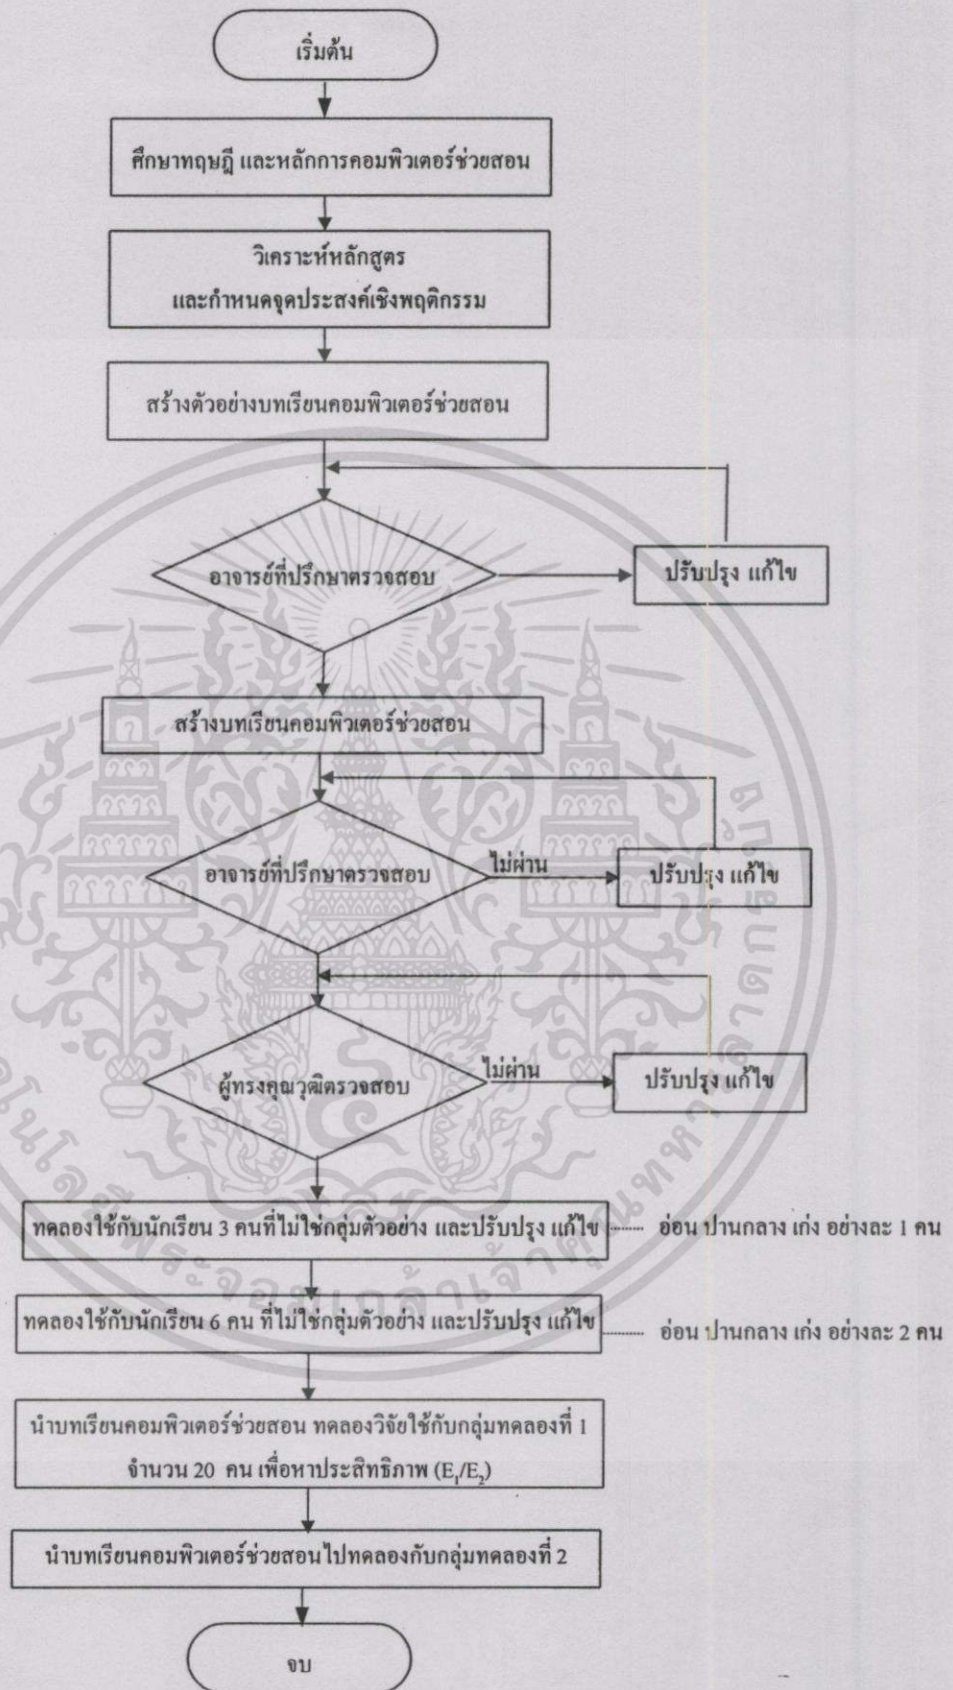 เริ่มต้น
ศึกษาทฤษฎี และหลักการคอมพิวเตอร์ช่วยสอน
วิเคราะห์หลักสูตร
และกำหนดจุดประสงค์เชิงพฤติกรรม
สร้างตัวอย่างบทเรียนคอมพิวเตอร์ช่วยสอน
อาจารย์ที่ปรึกษาตรวจสอบ
ปรับปรุง แก้ไข
สร้างบทเรียนคอมพิวเตอร์ช่วยสอน
อาจารย์ที่ปรึกษาตรวจสอบ
ไม่ผ่าน
ปรับปรุง แก้ไข
ผู้ทรงคุณวุฒิตรวจสอบ
ไม่ผ่าน
ปรับปรุง แก้ไข
ทดลองใช้กับนักเรียน 3 คนที่ไม่ใช่กลุ่มตัวอย่าง และปรับปรุง แก้ไข
อ่อน ปานกลาง เก่ง อย่างละ 1 คน
ทดลองใช้กับนักเรียน 6 คน ที่ไม่ใช่กลุ่มตัวอย่าง และปรับปรุง แก้ไข
อ่อน ปานกลาง เก่ง อย่างละ 2 คน
นำบทเรียนคอมพิวเตอร์ช่วยสอน ทดลองวิจัยใช้กับกลุ่มทดลองที่ 1
จำนวน 20 คน เพื่อหาประสิทธิภาพ (E₁/E₂)
นำบทเรียนคอมพิวเตอร์ช่วยสอนไปทดลองกับกลุ่มทดลองที่ 2
จบ